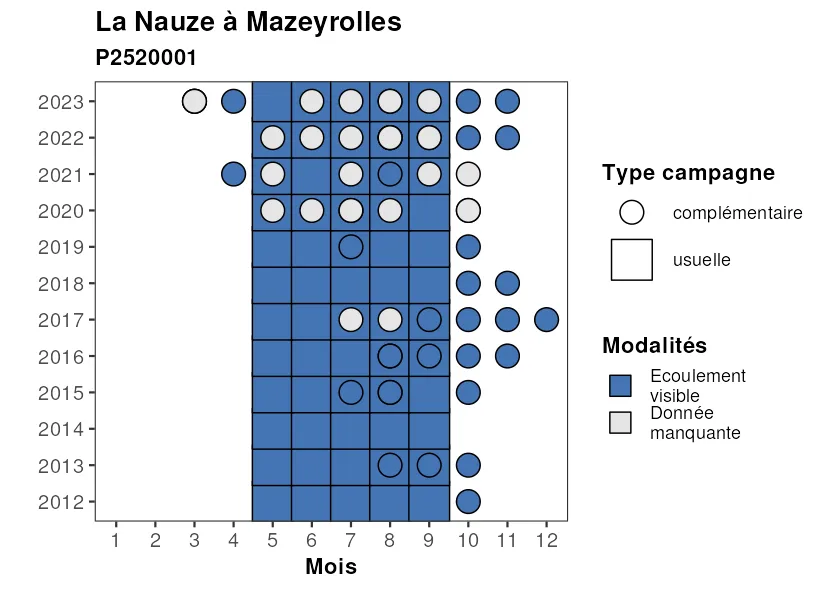 La Nauze à Mazeyrolles
P2520001
2023
2022
2021
2020
2019
2018
2017
2016
2015
2014
2013
2012
1 2 3 4 5 6 7 8 9 10 11 12
Mois
Type campagne
complémentaire
usuelle
Modalités
Ecoulement
visible
Donnée
manquante